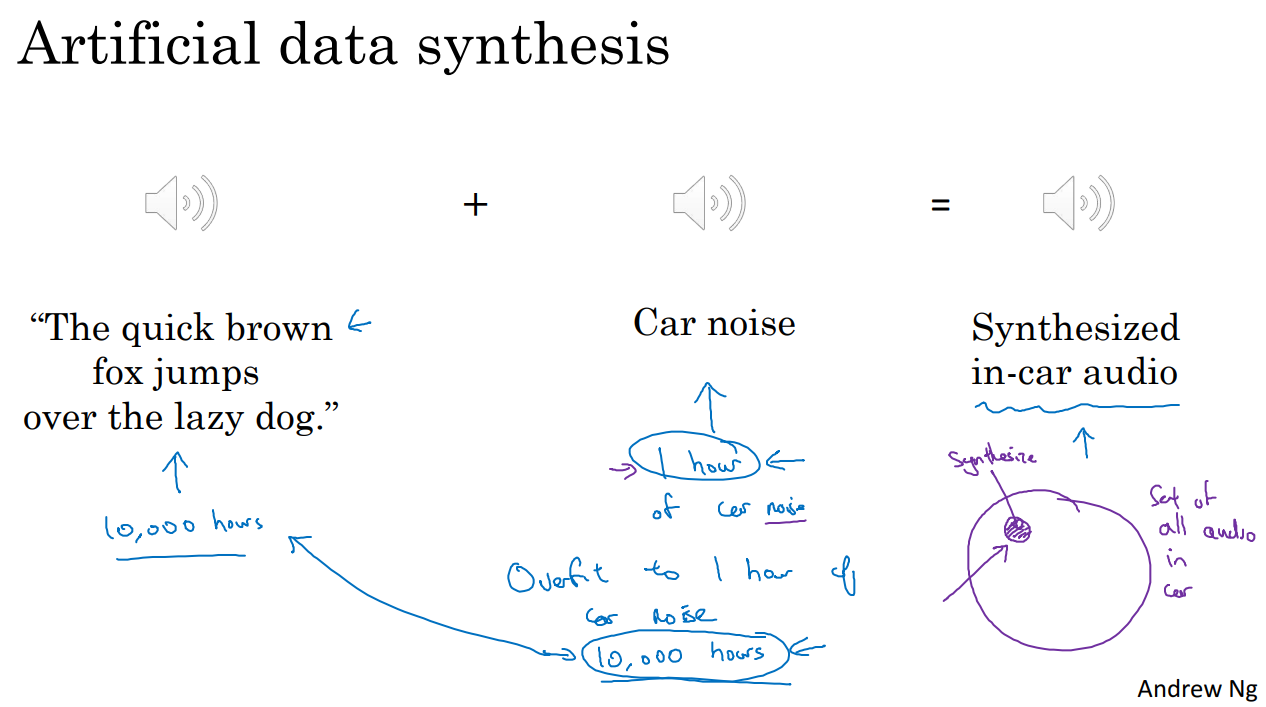 Artificial data synthesis
+
=
“The quick brown
fox jumps
over the lazy dog.”
10,000 hours
Car noise
1 hour
of car noise
Overfit to 1 hour of
car noise
10,000 hours
Synthesized
in-car audio
Synthesize
Set of
all audio
in
car
Andrew Ng